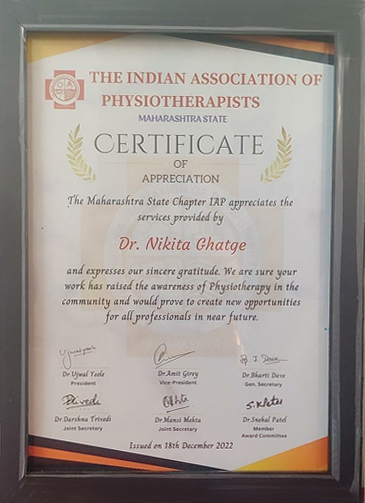 THE INDIAN ASSOCIATION OF
PHYSIOTHERAPISTS
MAHARASHTRA STATE
CERTIFICATE
OF
APPRECIATION
The Maharashtra State Chapter IAP appreciates the
services provided by
Dr. Nikita Ghatge
and expresses our sincere gratitude. We are sure your
work has raised the awareness of Physiotherapy in the
community and would prove to create new opportunities
for all professionals in near future.
Dr.Ujwal Yeole
President
Dr.Amit Girey
Vice-President
Dr.Bharti Dave
Gen. Secretary
Dr Darshna Trivedi
Joint Secretary
Dr.Mansi Mehta
Joint Secretary
Dr.Snehal Patel
Member
Award Committee
Issued on 18th December 2022